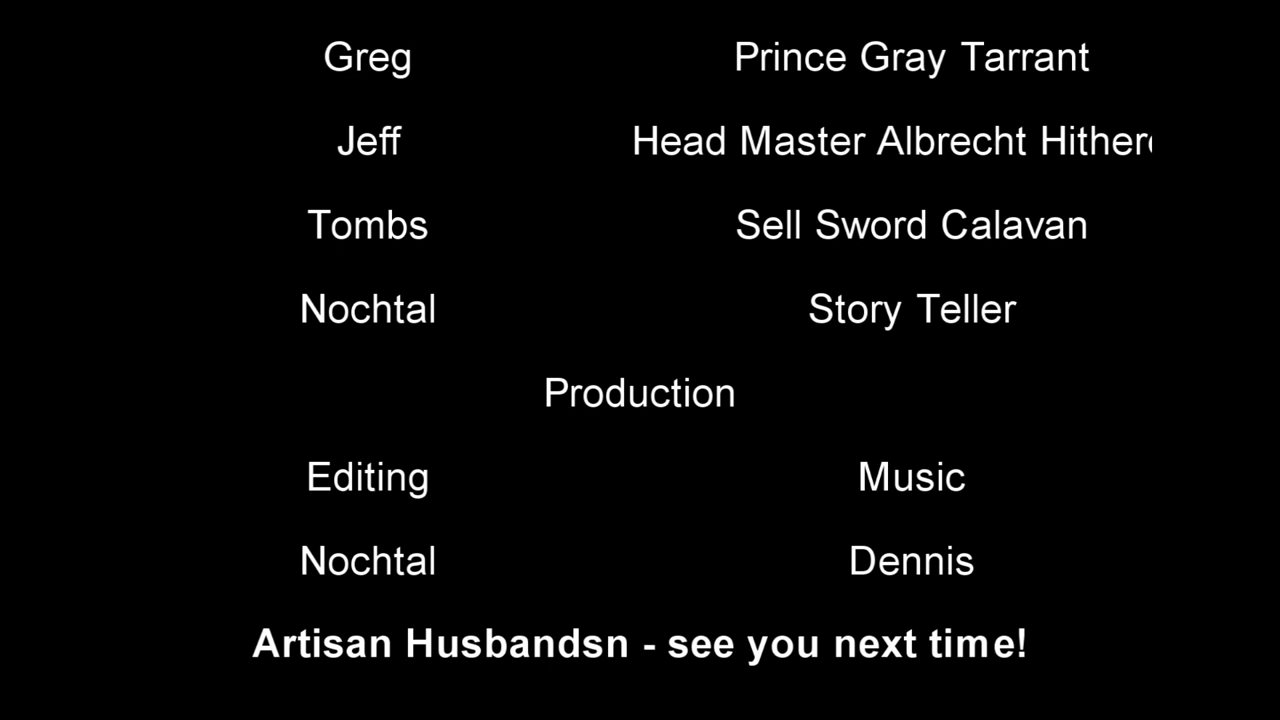 Greg Prince Gray Tarrant
Jeff Head Master Albrecht
Tombs Sell Sword Calavan
Nochtal Story Teller
Production
Editing Music
Nochtal Dennis
Artisan Husbandsn - see you next time!